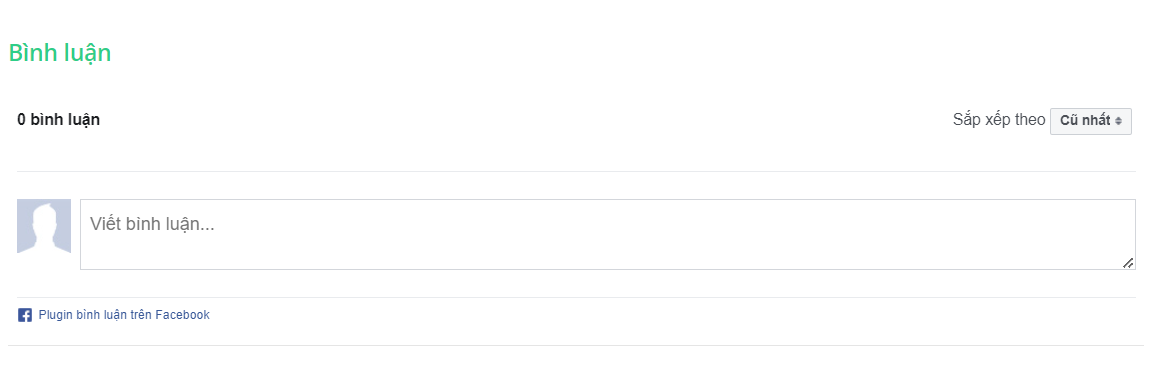 Bình luận
0 bình luận
Sắp xếp theo Cũ nhất
Viết bình luận...
Plugin bình luận trên Facebook